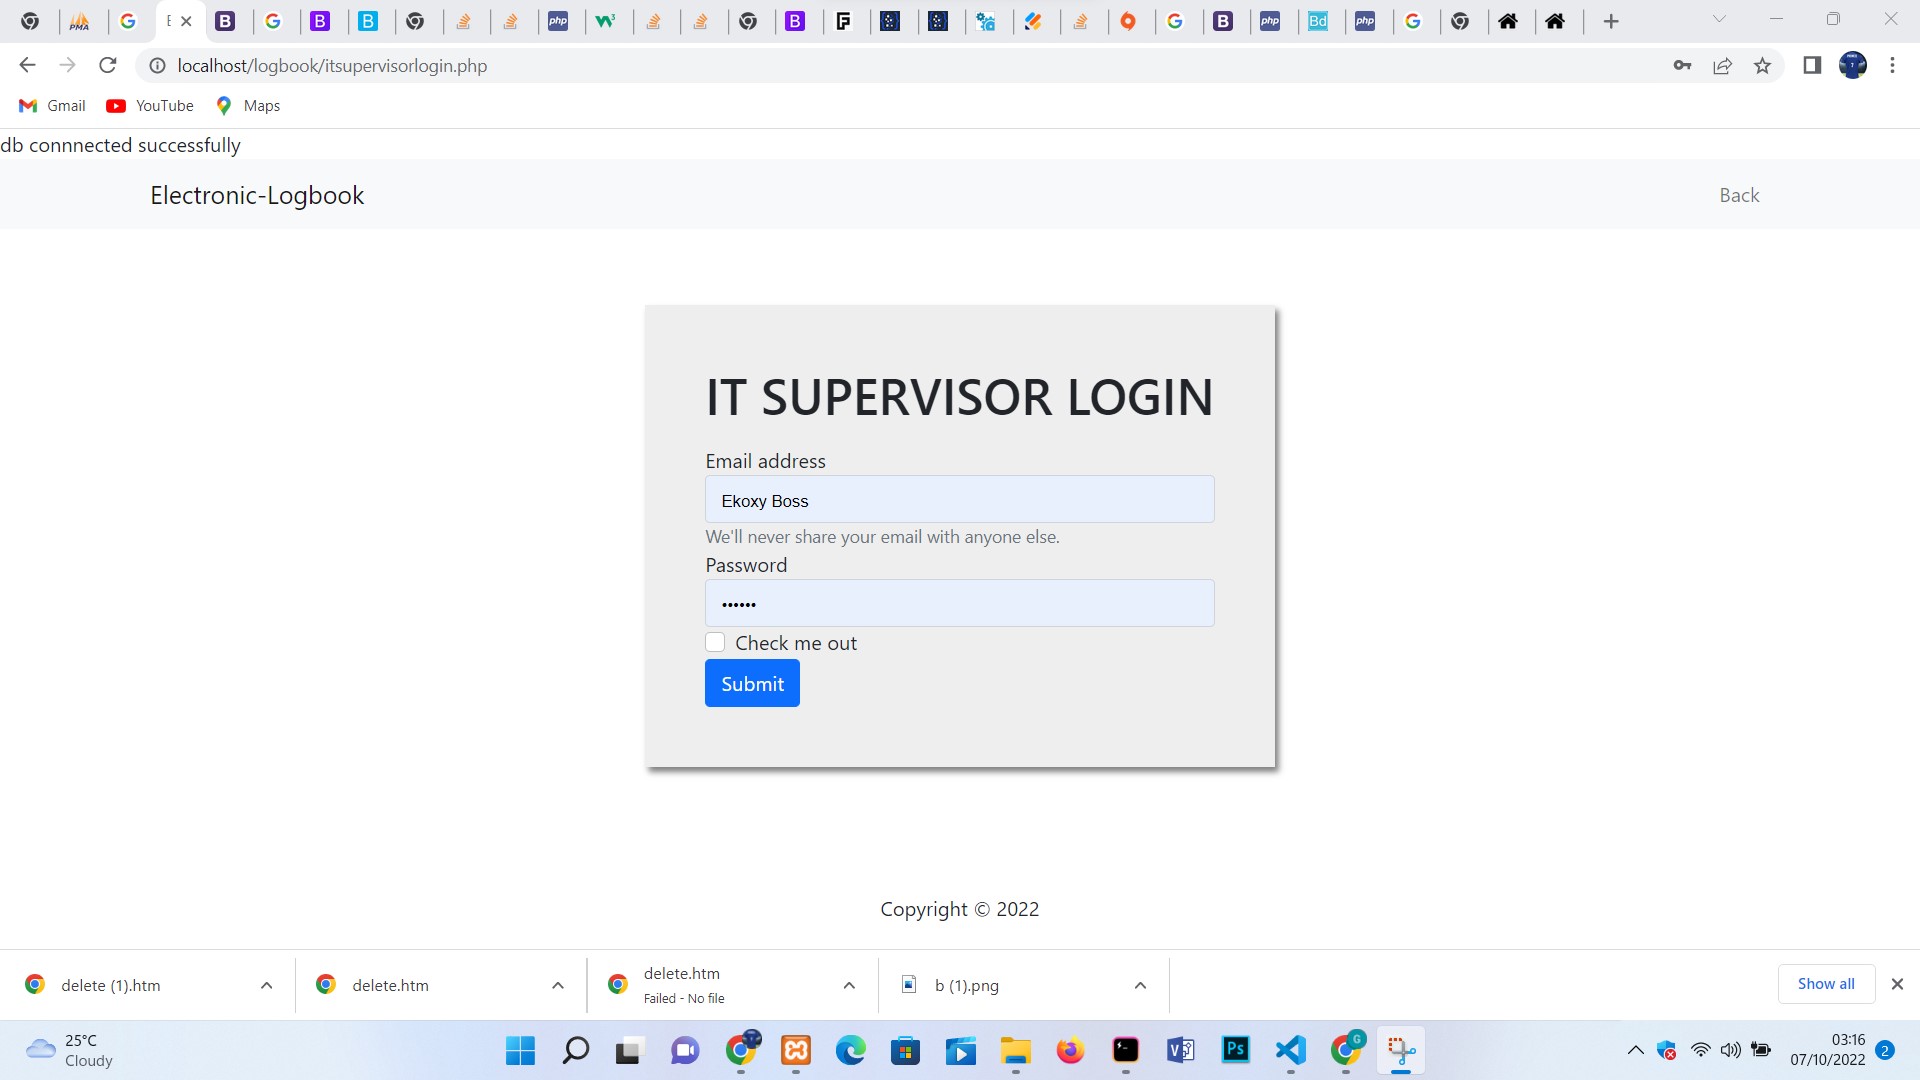 localhost/logbook/itsupervisorlogin.php
Gmail YouTube Maps
db connnected successfully
Electronic-Logbook Back
IT SUPERVISOR LOGIN
Email address
Ekoxy Boss
We'll never share your email with anyone else.
Password
••••••
Check me out
Submit
Copyright © 2022
delete (1).htm
delete.htm
delete.htm
Failed - No file
b (1).png
Show all
25°C
Cloudy
03:16
07/10/2022
2